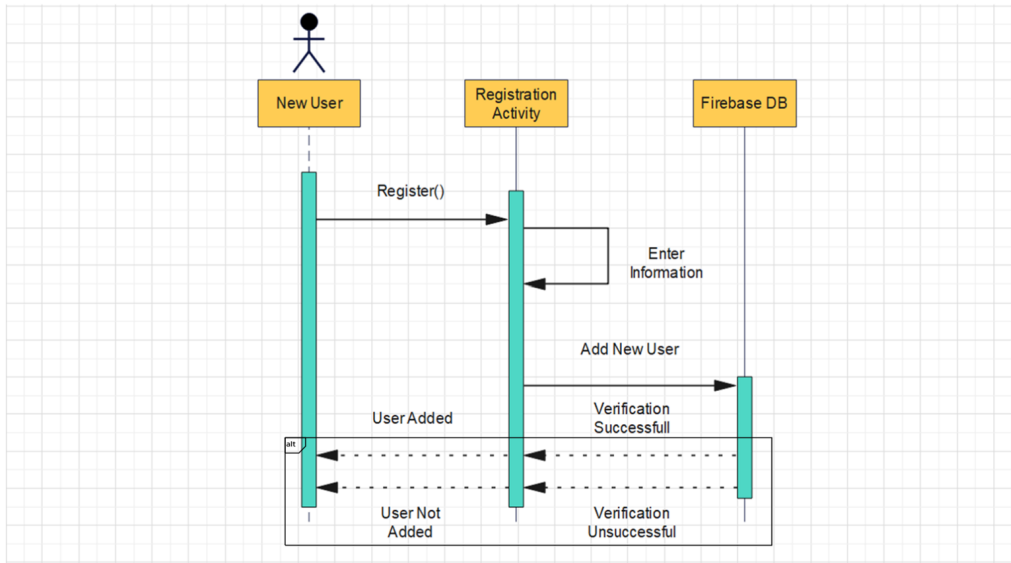 New User
Registration
Activity
Firebase DB
Register()
Enter
Information
Add New User
User Added
Verification
Successfull
alt
User Not
Added
Verification
Unsuccessful